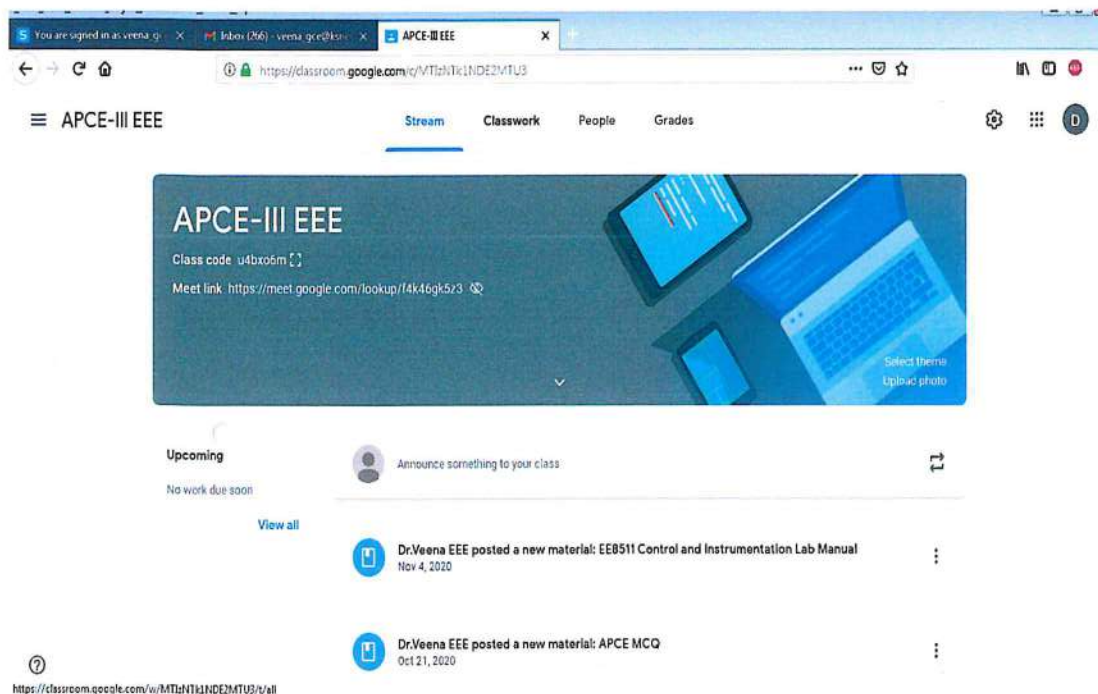 You are signed in as veena_g
Inbox (266) - veena_gce@ksri
APCE-III EEE
https://classroom.google.com/c/MTIzNTk1NDE2MTU3
APCE-III EEE
Stream Classwork People Grades
D
APCE-III EEE
Class code u4bxo6m
Meet link https://meet.google.com/lookup/f4k46gk5z3
Select theme
Upload photo
Upcoming
No work due soon
View all
Announce something to your class
Dr.Veena EEE posted a new material: EE8511 Control and Instrumentation Lab Manual
Nov 4, 2020
Dr.Veena EEE posted a new material: APCE MCQ
Oct 21, 2020
https://classroom.google.com/w/MTIzNTk1NDE2MTU3/t/all